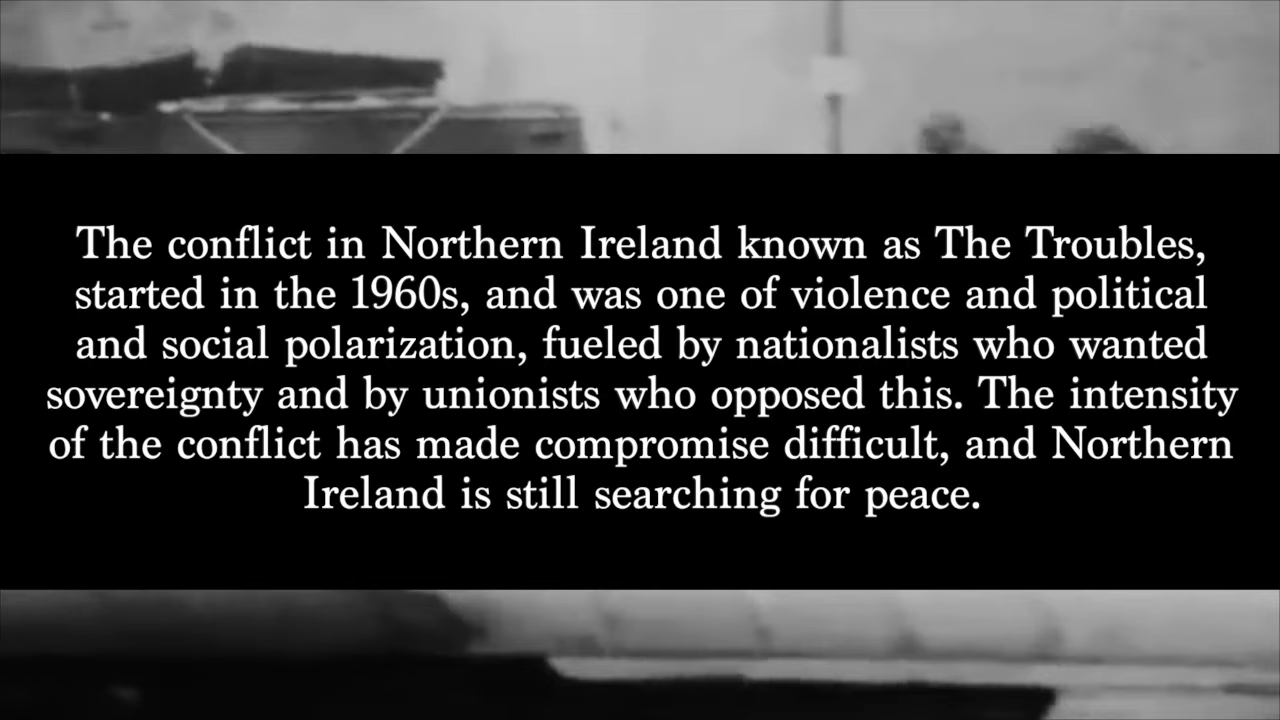 The conflict in Northern Ireland known as The Troubles,
started in the 1960s, and was one of violence and political
and social polarization, fueled by nationalists who wanted
sovereignty and by unionists who opposed this. The intensity
of the conflict has made compromise difficult, and Northern
Ireland is still searching for peace.